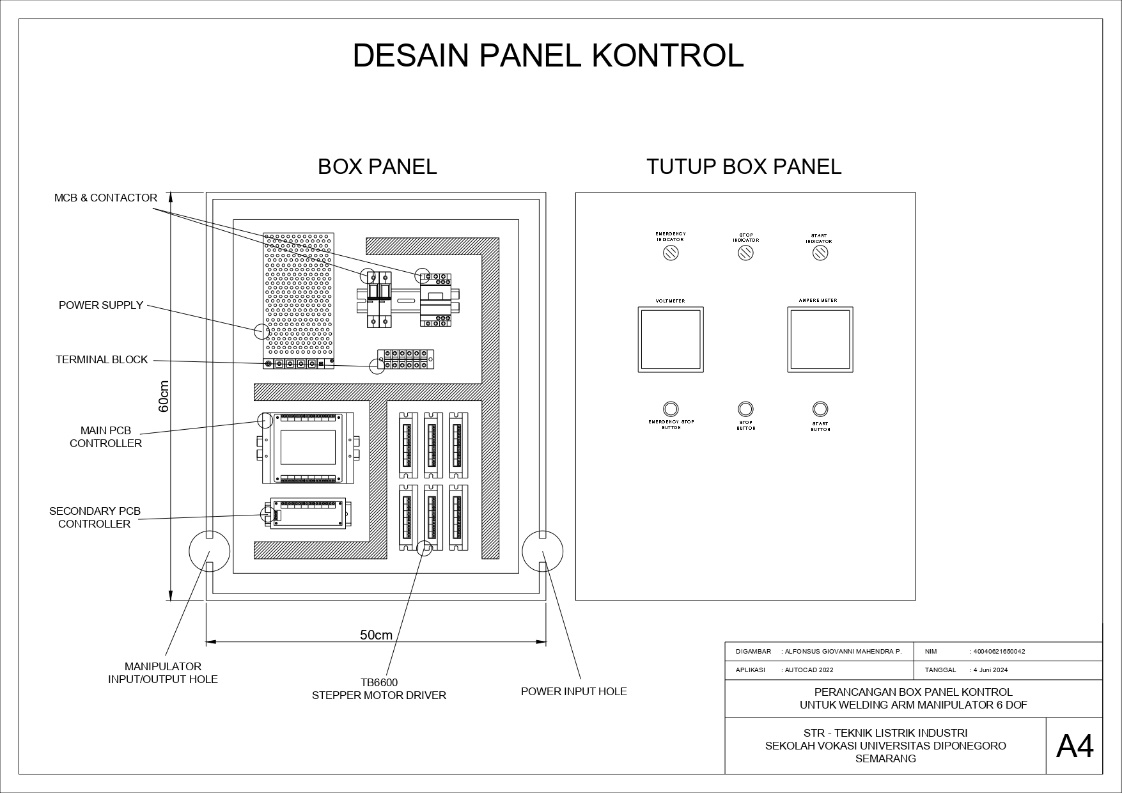 DESAIN PANEL KONTROL
BOX PANEL
TUTUP BOX PANEL
MCB & CONTACTOR
POWER SUPPLY
TERMINAL BLOCK
60cm
MAIN PCB
CONTROLLER
SECONDARY PCB
CONTROLLER
50cm
MANIPULATOR
INPUT/OUTPUT HOLE
TB6600
STEPPER MOTOR DRIVER
POWER INPUT HOLE
EMERGENCY
INDICATOR
STOP
INDICATOR
START
INDICATOR
VOLTMETER
AMPERE METER
EMERGENCY STOP
BUTTON
STOP
BUTTON
START
BUTTON
DIGAMBAR : ALFONSUS GIOVANNI MAHENDRA P. NIM : 40040621650042
APLIKASI : AUTOCAD 2022 TANGGAL : 4 Juni 2024
PERANCANGAN BOX PANEL KONTROL
UNTUK WELDING ARM MANIPULATOR 6 DOF
STR - TEKNIK LISTRIK INDUSTRI
SEKOLAH VOKASI UNIVERSITAS DIPONEGORO
SEMARANG
A4